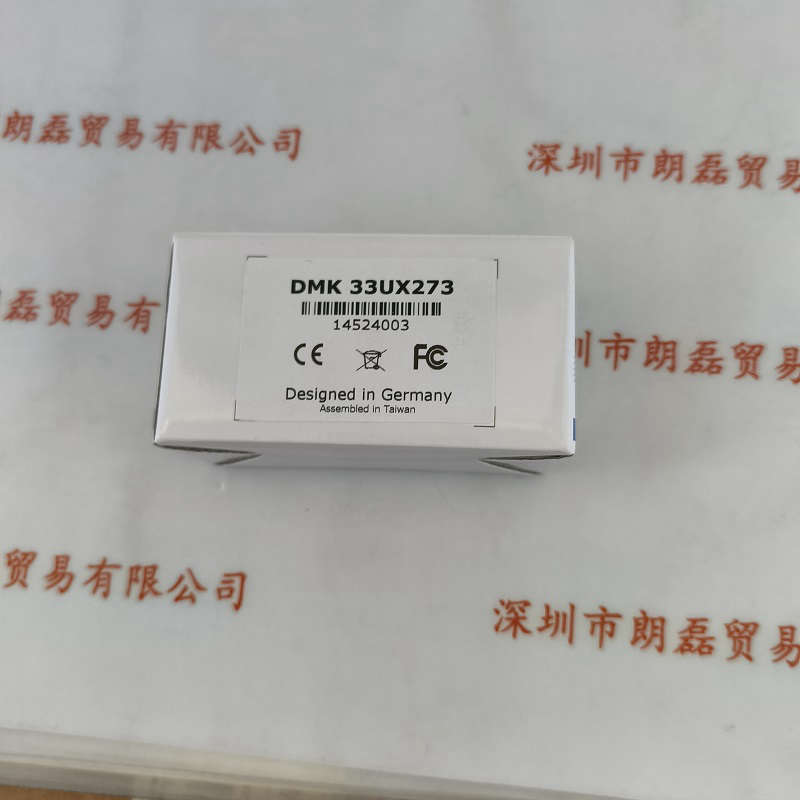 朗磊贸易有限公司
深圳市朗磊贸易
DMK 33UX273
14524003
CE FC
Designed in Germany
Assembled in Taiwan
磊贸易有
圳市朗磊贸易
贸易有限公司
深圳市朗磊贸易